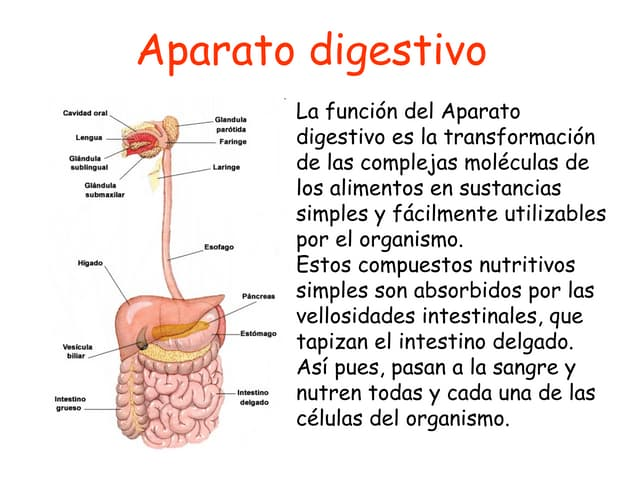 Aparato digestivo
Cavidad oral
Lengua
Glándula
sublingual
Glándula
submaxilar
Glandula
parótida
Faringe
Laringe
Esofago
Hígado
Páncreas
Estómago
Vesícula
biliar
Intestino
grueso
Intestino
delgado
La función del Aparato
digestivo es la transformación
de las complejas moléculas de
los alimentos en sustancias
simples y fácilmente utilizables
por el organismo.
Estos compuestos nutritivos
simples son absorbidos por las
vellosidades intestinales, que
tapizan el intestino delgado.
Así pues, pasan a la sangre y
nutren todas y cada una de las
células del organismo.